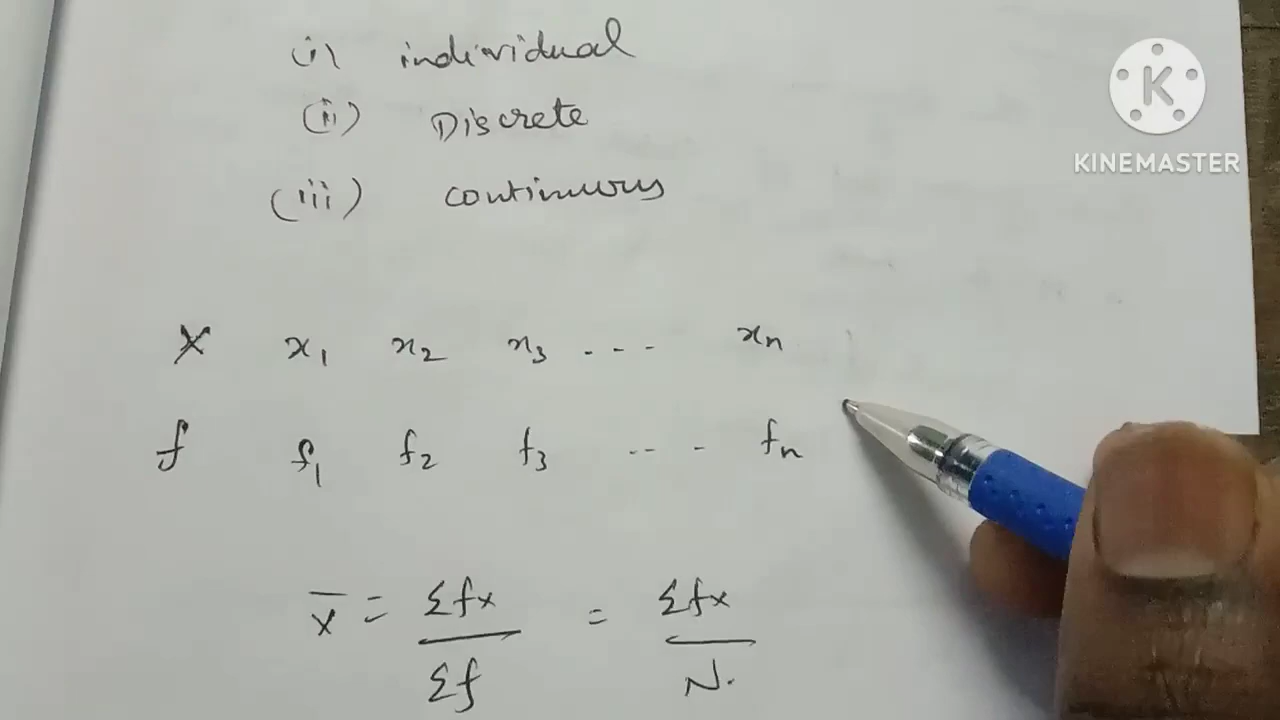 (i) individual
(ii) Discrete
(iii) continuous
X x₁ x₂ x₃ ... xₙ
f f₁ f₂ f₃ ... fₙ
x̄ = Σfx / Σf = Σfx / N.
K
KINEMASTER